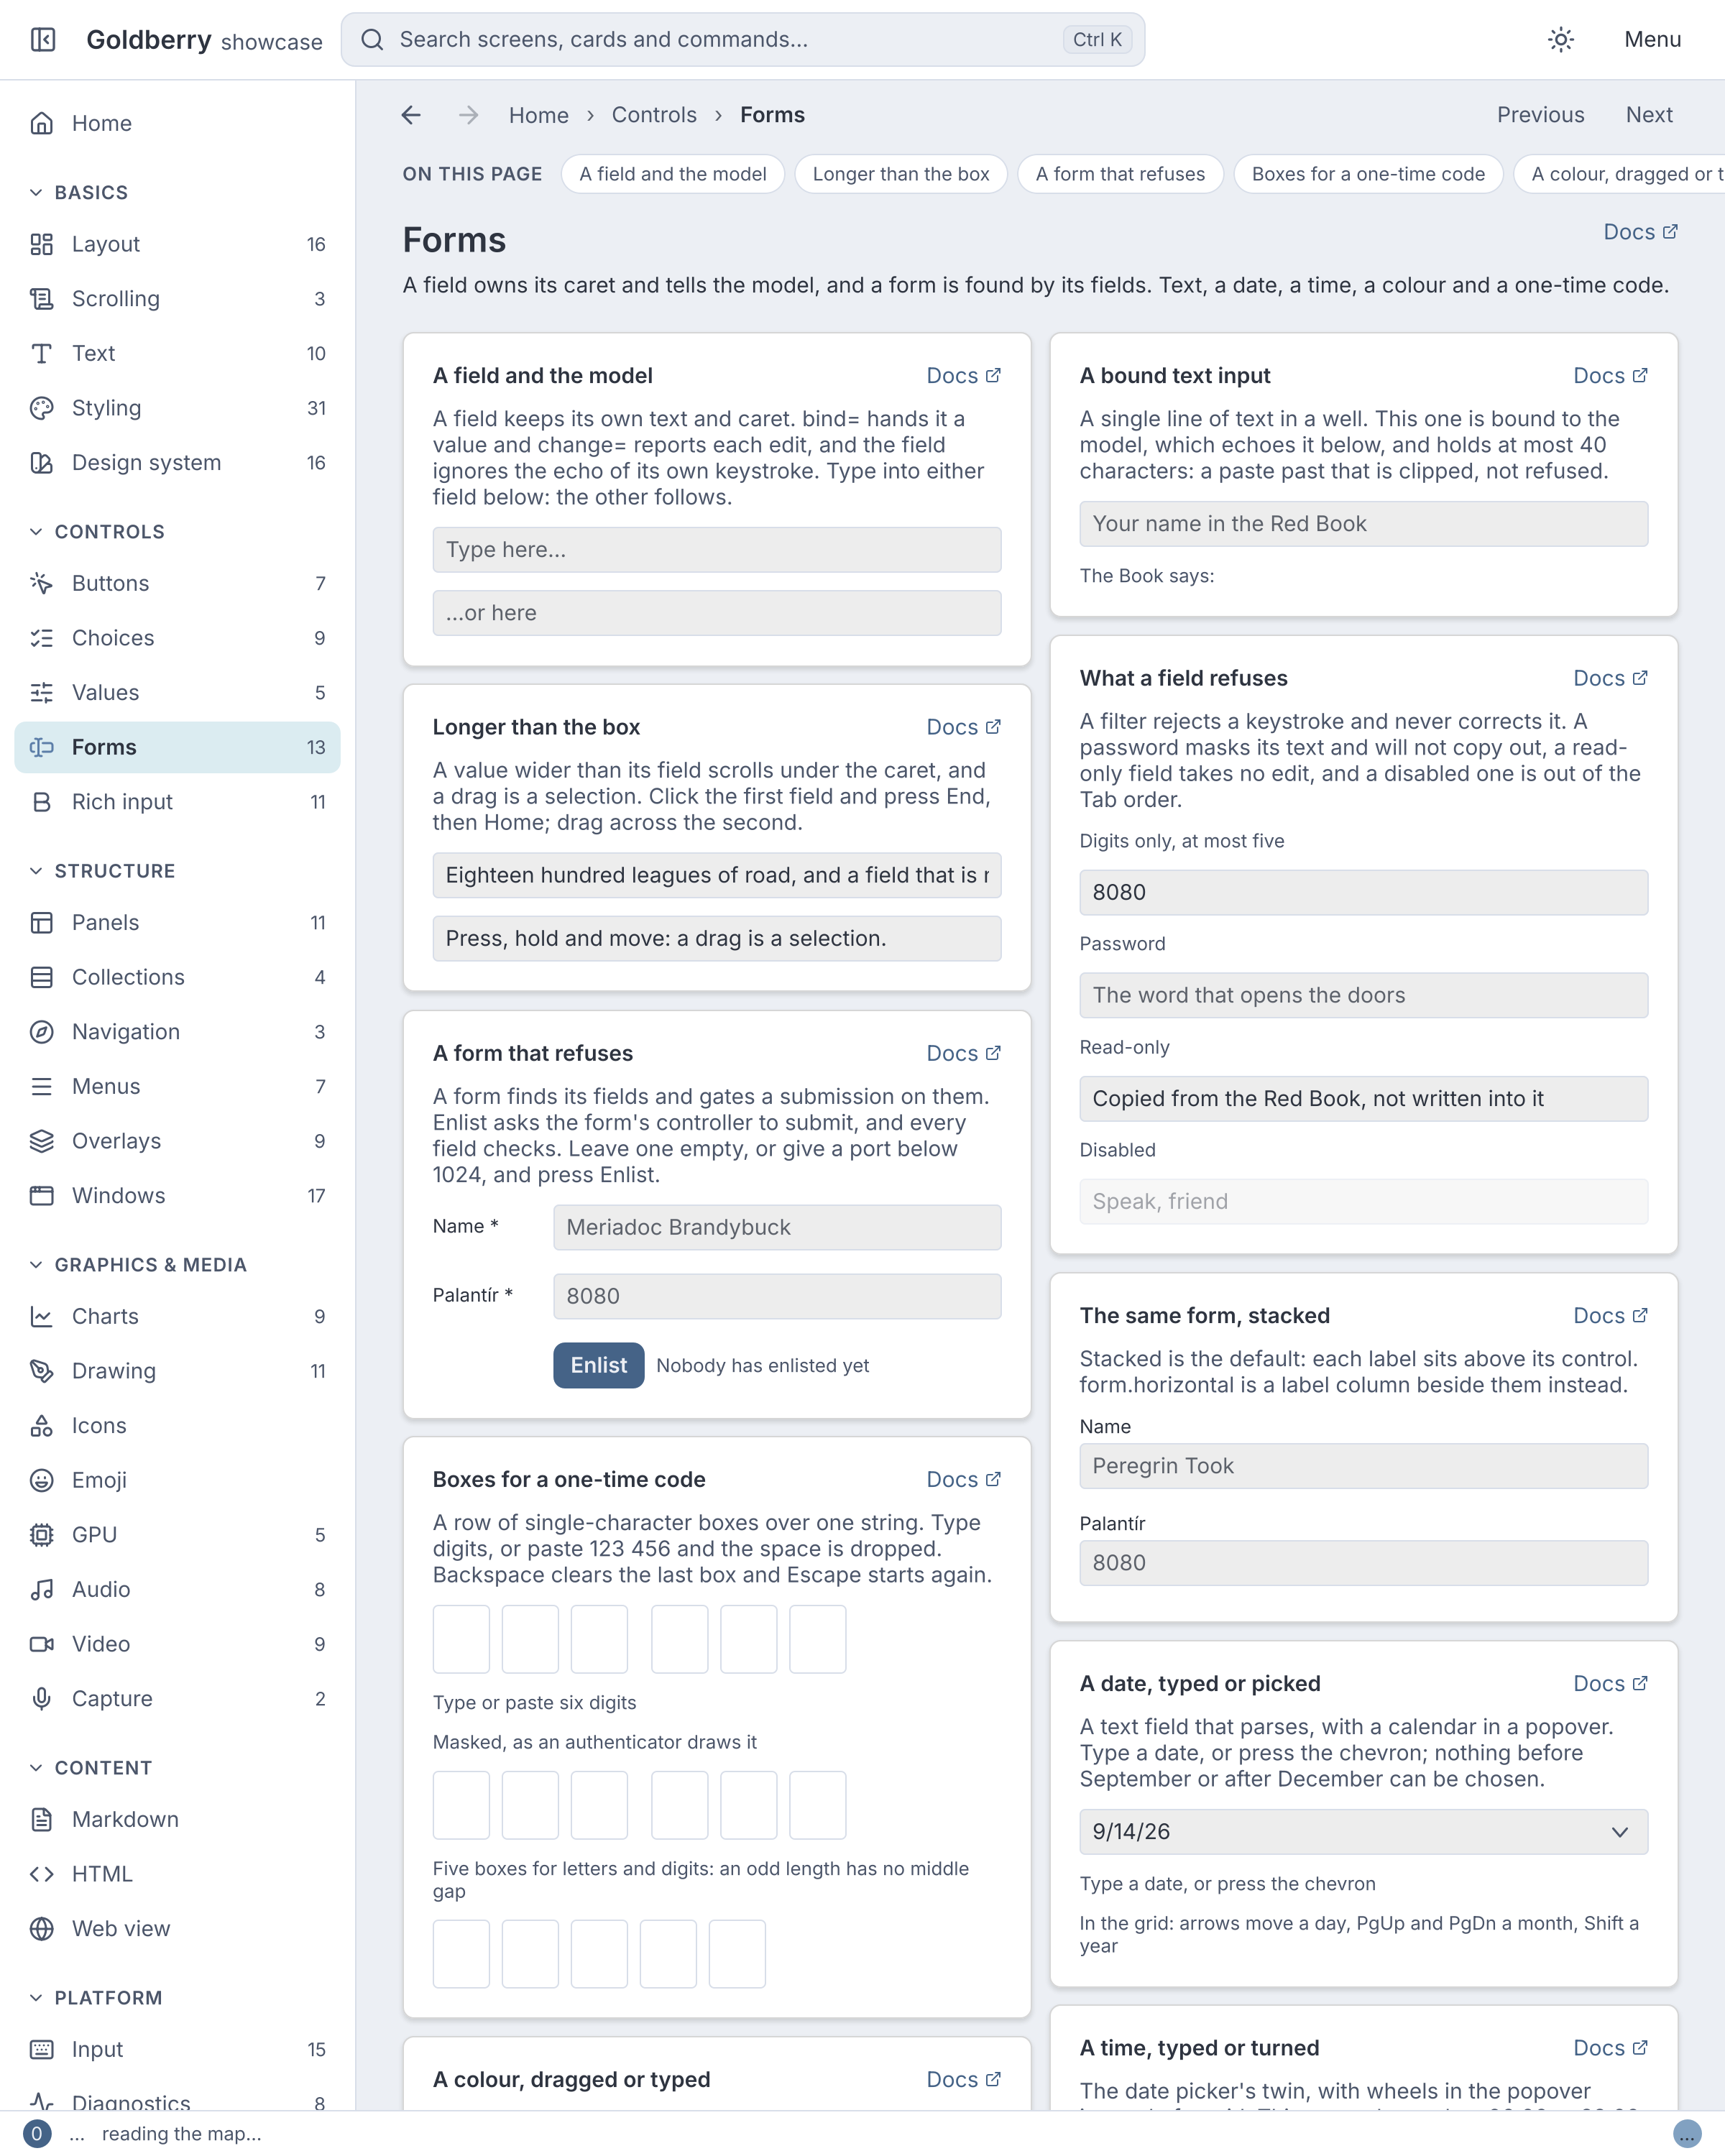 Goldberry showcase
Search screens, cards and commands...
Ctrl K
Menu
Home
BASICS
Layout 16
Scrolling 3
Text 10
Styling 31
Design system 16
CONTROLS
Buttons 7
Choices 9
Values 5
Forms 13
Rich input 11
STRUCTURE
Panels 11
Collections 4
Navigation 3
Menus 7
Overlays 9
Windows 17
GRAPHICS & MEDIA
Charts 9
Drawing 11
Icons
Emoji
GPU 5
Audio 8
Video 9
Capture 2
CONTENT
Markdown
HTML
Web view
PLATFORM
Input 15
Diagnostics 8
Home › Controls › Forms
Previous Next
ON THIS PAGE
A field and the model
Longer than the box
A form that refuses
Boxes for a one-time code
A colour, dragged or t
Forms
Docs
A field owns its caret and tells the model, and a form is found by its fields. Text, a date, a time, a colour and a one-time code.
A field and the model
Docs
A field keeps its own text and caret. bind= hands it a
value and change= reports each edit, and the field
ignores the echo of its own keystroke. Type into either
field below: the other follows.
Type here...
...or here
Longer than the box
Docs
A value wider than its field scrolls under the caret, and
a drag is a selection. Click the first field and press End,
then Home; drag across the second.
Eighteen hundred leagues of road, and a field that is
Press, hold and move: a drag is a selection.
A form that refuses
Docs
A form finds its fields and gates a submission on them.
Enlist asks the form's controller to submit, and every
field checks. Leave one empty, or give a port below
1024, and press Enlist.
Name *
Meriadoc Brandybuck
Palantír *
8080
Enlist
Nobody has enlisted yet
Boxes for a one-time code
Docs
A row of single-character boxes over one string. Type
digits, or paste 123 456 and the space is dropped.
Backspace clears the last box and Escape starts again.
Type or paste six digits
Masked, as an authenticator draws it
Five boxes for letters and digits: an odd length has no middle
gap
A colour, dragged or typed
Docs
A bound text input
Docs
A single line of text in a well. This one is bound to the
model, which echoes it below, and holds at most 40
characters: a paste past that is clipped, not refused.
Your name in the Red Book
The Book says:
What a field refuses
Docs
A filter rejects a keystroke and never corrects it. A
password masks its text and will not copy out, a read-
only field takes no edit, and a disabled one is out of the
Tab order.
Digits only, at most five
8080
Password
The word that opens the doors
Read-only
Copied from the Red Book, not written into it
Disabled
Speak, friend
The same form, stacked
Docs
Stacked is the default: each label sits above its control.
form.horizontal is a label column beside them instead.
Name
Peregrin Took
Palantír
8080
A date, typed or picked
Docs
A text field that parses, with a calendar in a popover.
Type a date, or press the chevron; nothing before
September or after December can be chosen.
9/14/26
Type a date, or press the chevron
In the grid: arrows move a day, PgUp and PgDn a month, Shift a
year
A time, typed or turned
Docs
The date picker's twin, with wheels in the popover
0 ... reading the map...
...